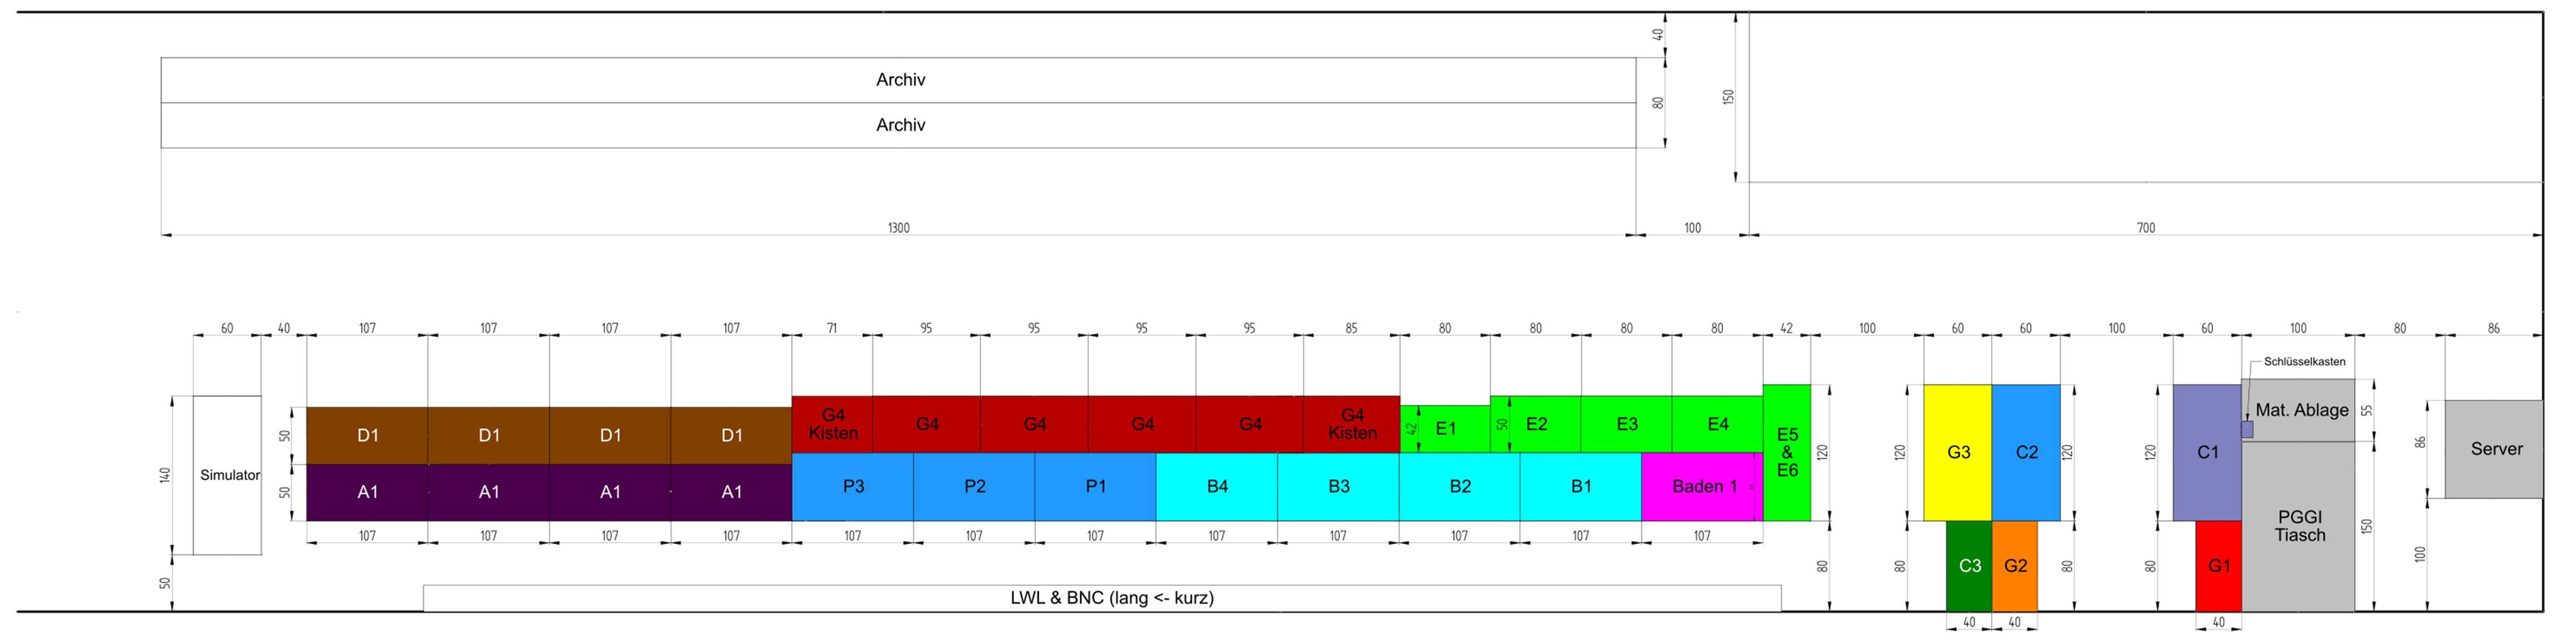 40
Archiv
80
150
Archiv
1300
100
700
60
40
107
107
107
107
71
95
95
95
95
85
80
80
80
80
42
100
60
60
100
60
100
80
86
Schlüsselkasten
G4
Kisten
G4
G4
G4
G4
G4
Kisten
42
E1
50
E2
E3
E4
E5
&
E6
120
120
G3
C2
120
120
C1
Mat. Ablage
55
86
Server
50
D1
D1
D1
D1
140
Simulator
50
A1
A1
A1
A1
P3
P2
P1
B4
B3
B2
B1
Baden 1
PGGI
Tiasch
150
100
107
107
107
107
107
107
107
107
107
107
107
107
50
LWL & BNC (lang <- kurz)
80
80
C3
G2
80
80
G1
40
40
40